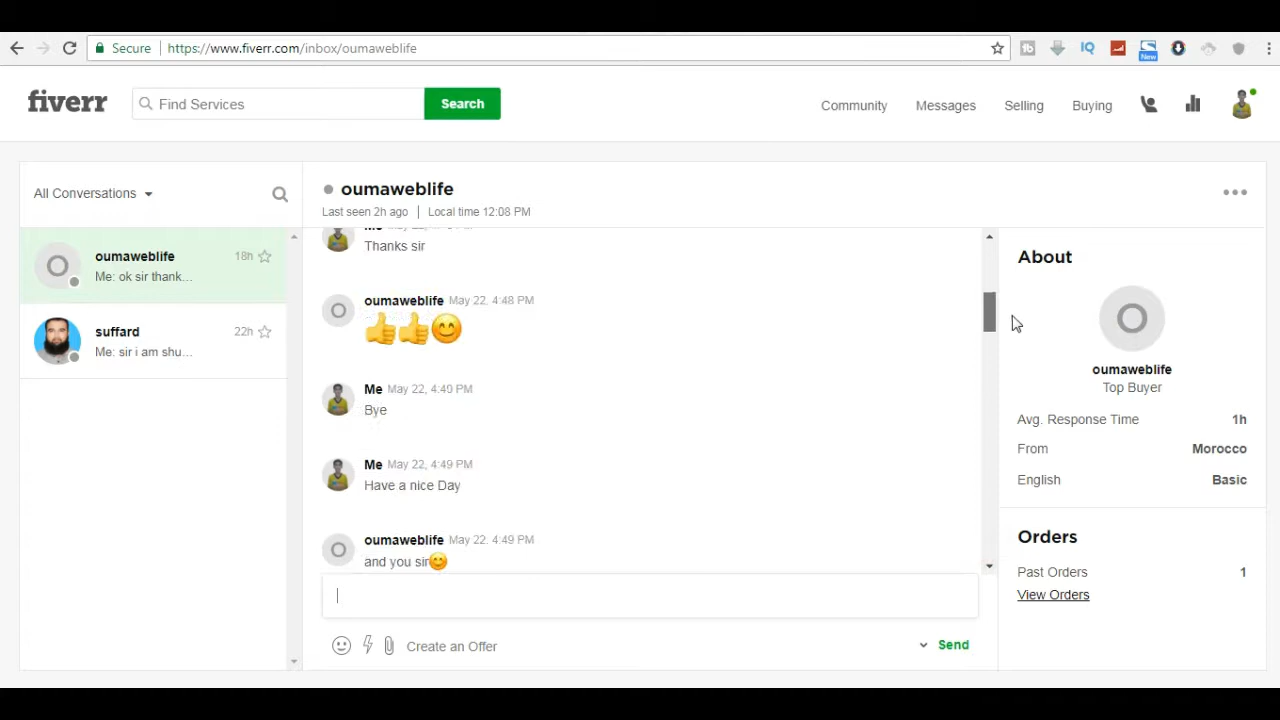 Secure https://www.fiverr.com/inbox/oumaweblife
New
fiverr Find Services Search Community Messages Selling Buying
All Conversations
oumaweblife 18h
Me: ok sir thank...
suffard 22h
Me: sir i am shu...
oumaweblife
Last seen 2h ago | Local time 12:08 PM
Thanks sir
oumaweblife May 22, 4:48 PM
👍👍😊
Me May 22, 4:49 PM
Bye
Me May 22, 4:49 PM
Have a nice Day
oumaweblife May 22, 4:49 PM
and you sir😊
Create an Offer Send
About
O
oumaweblife
Top Buyer
Avg. Response Time 1h
From Morocco
English Basic
Orders
Past Orders 1
View Orders